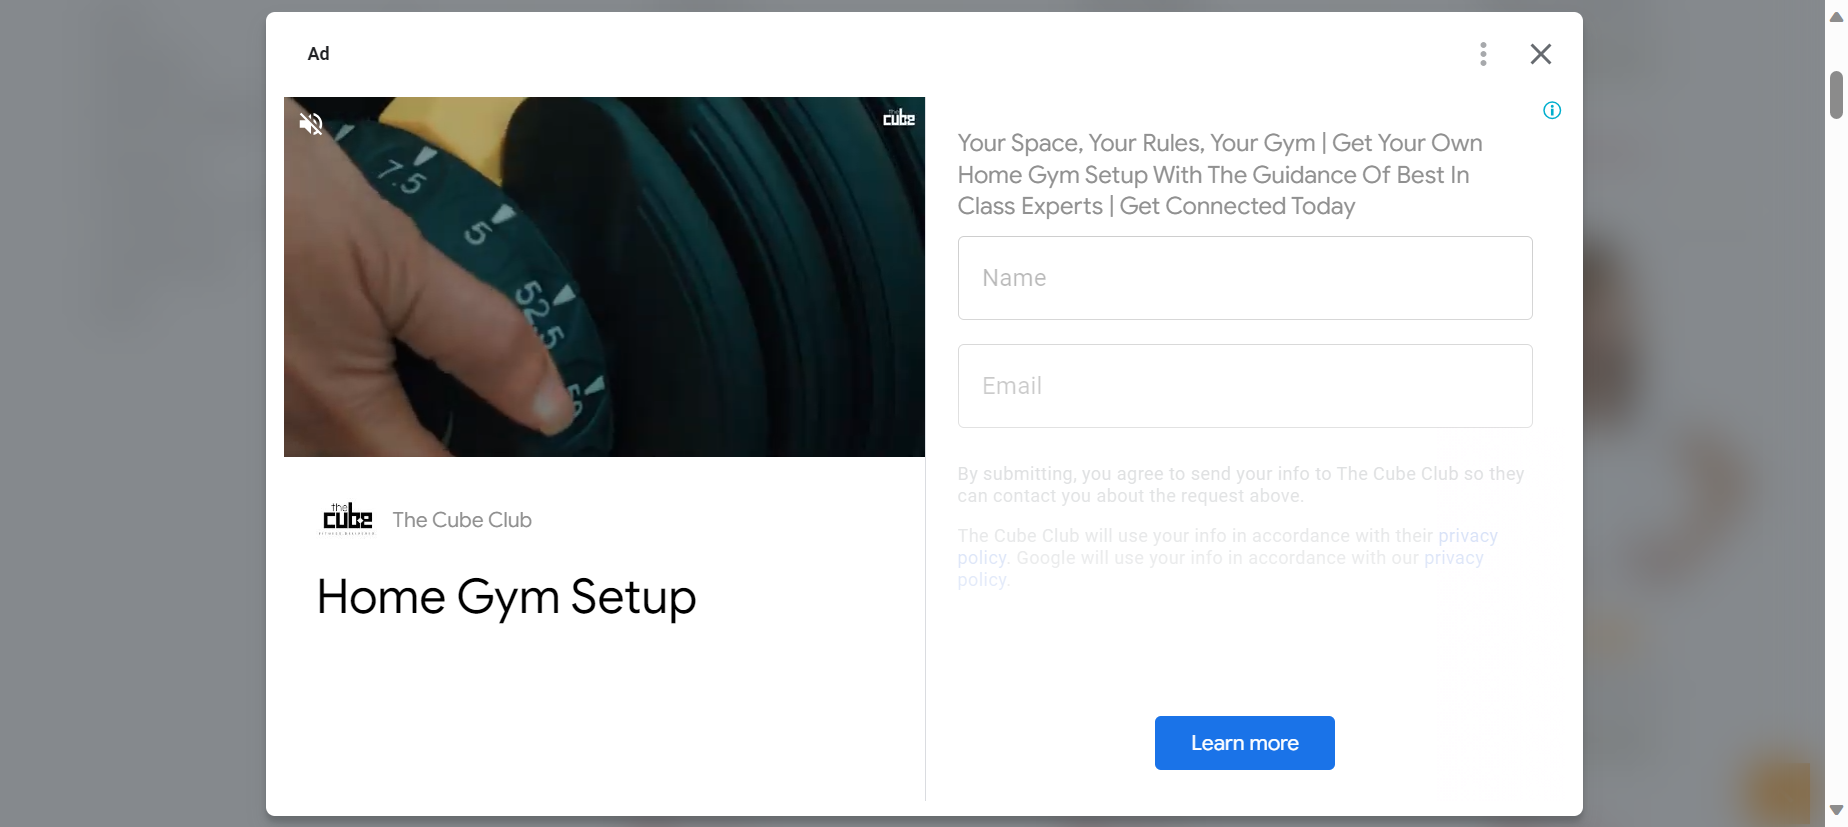 Ad
the
cube
7.5
5
52.5
50
the
cube
The Cube Club
Home Gym Setup
Your Space, Your Rules, Your Gym | Get Your Own
Home Gym Setup With The Guidance Of Best In
Class Experts | Get Connected Today
Name
Email
By submitting, you agree to send your info to The Cube Club so they
can contact you about the request above.
The Cube Club will use your info in accordance with their privacy
policy. Google will use your info in accordance with our privacy
policy.
Learn more